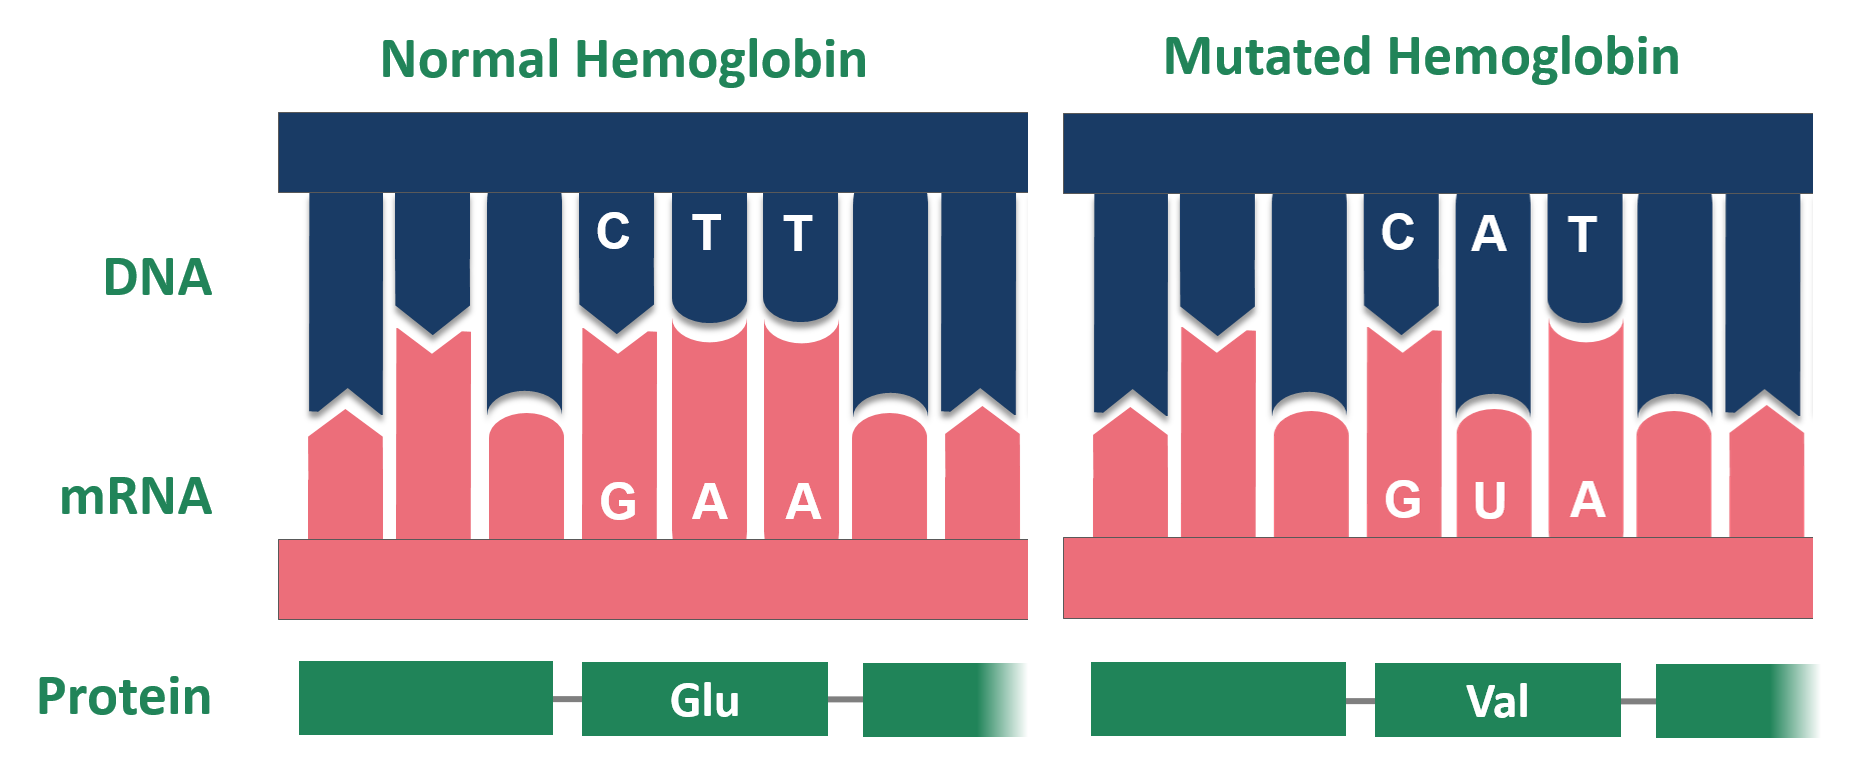 Normal Hemoglobin
Mutated Hemoglobin
DNA
C T T
C A T
mRNA
G A A
G U A
Protein
Glu
Val